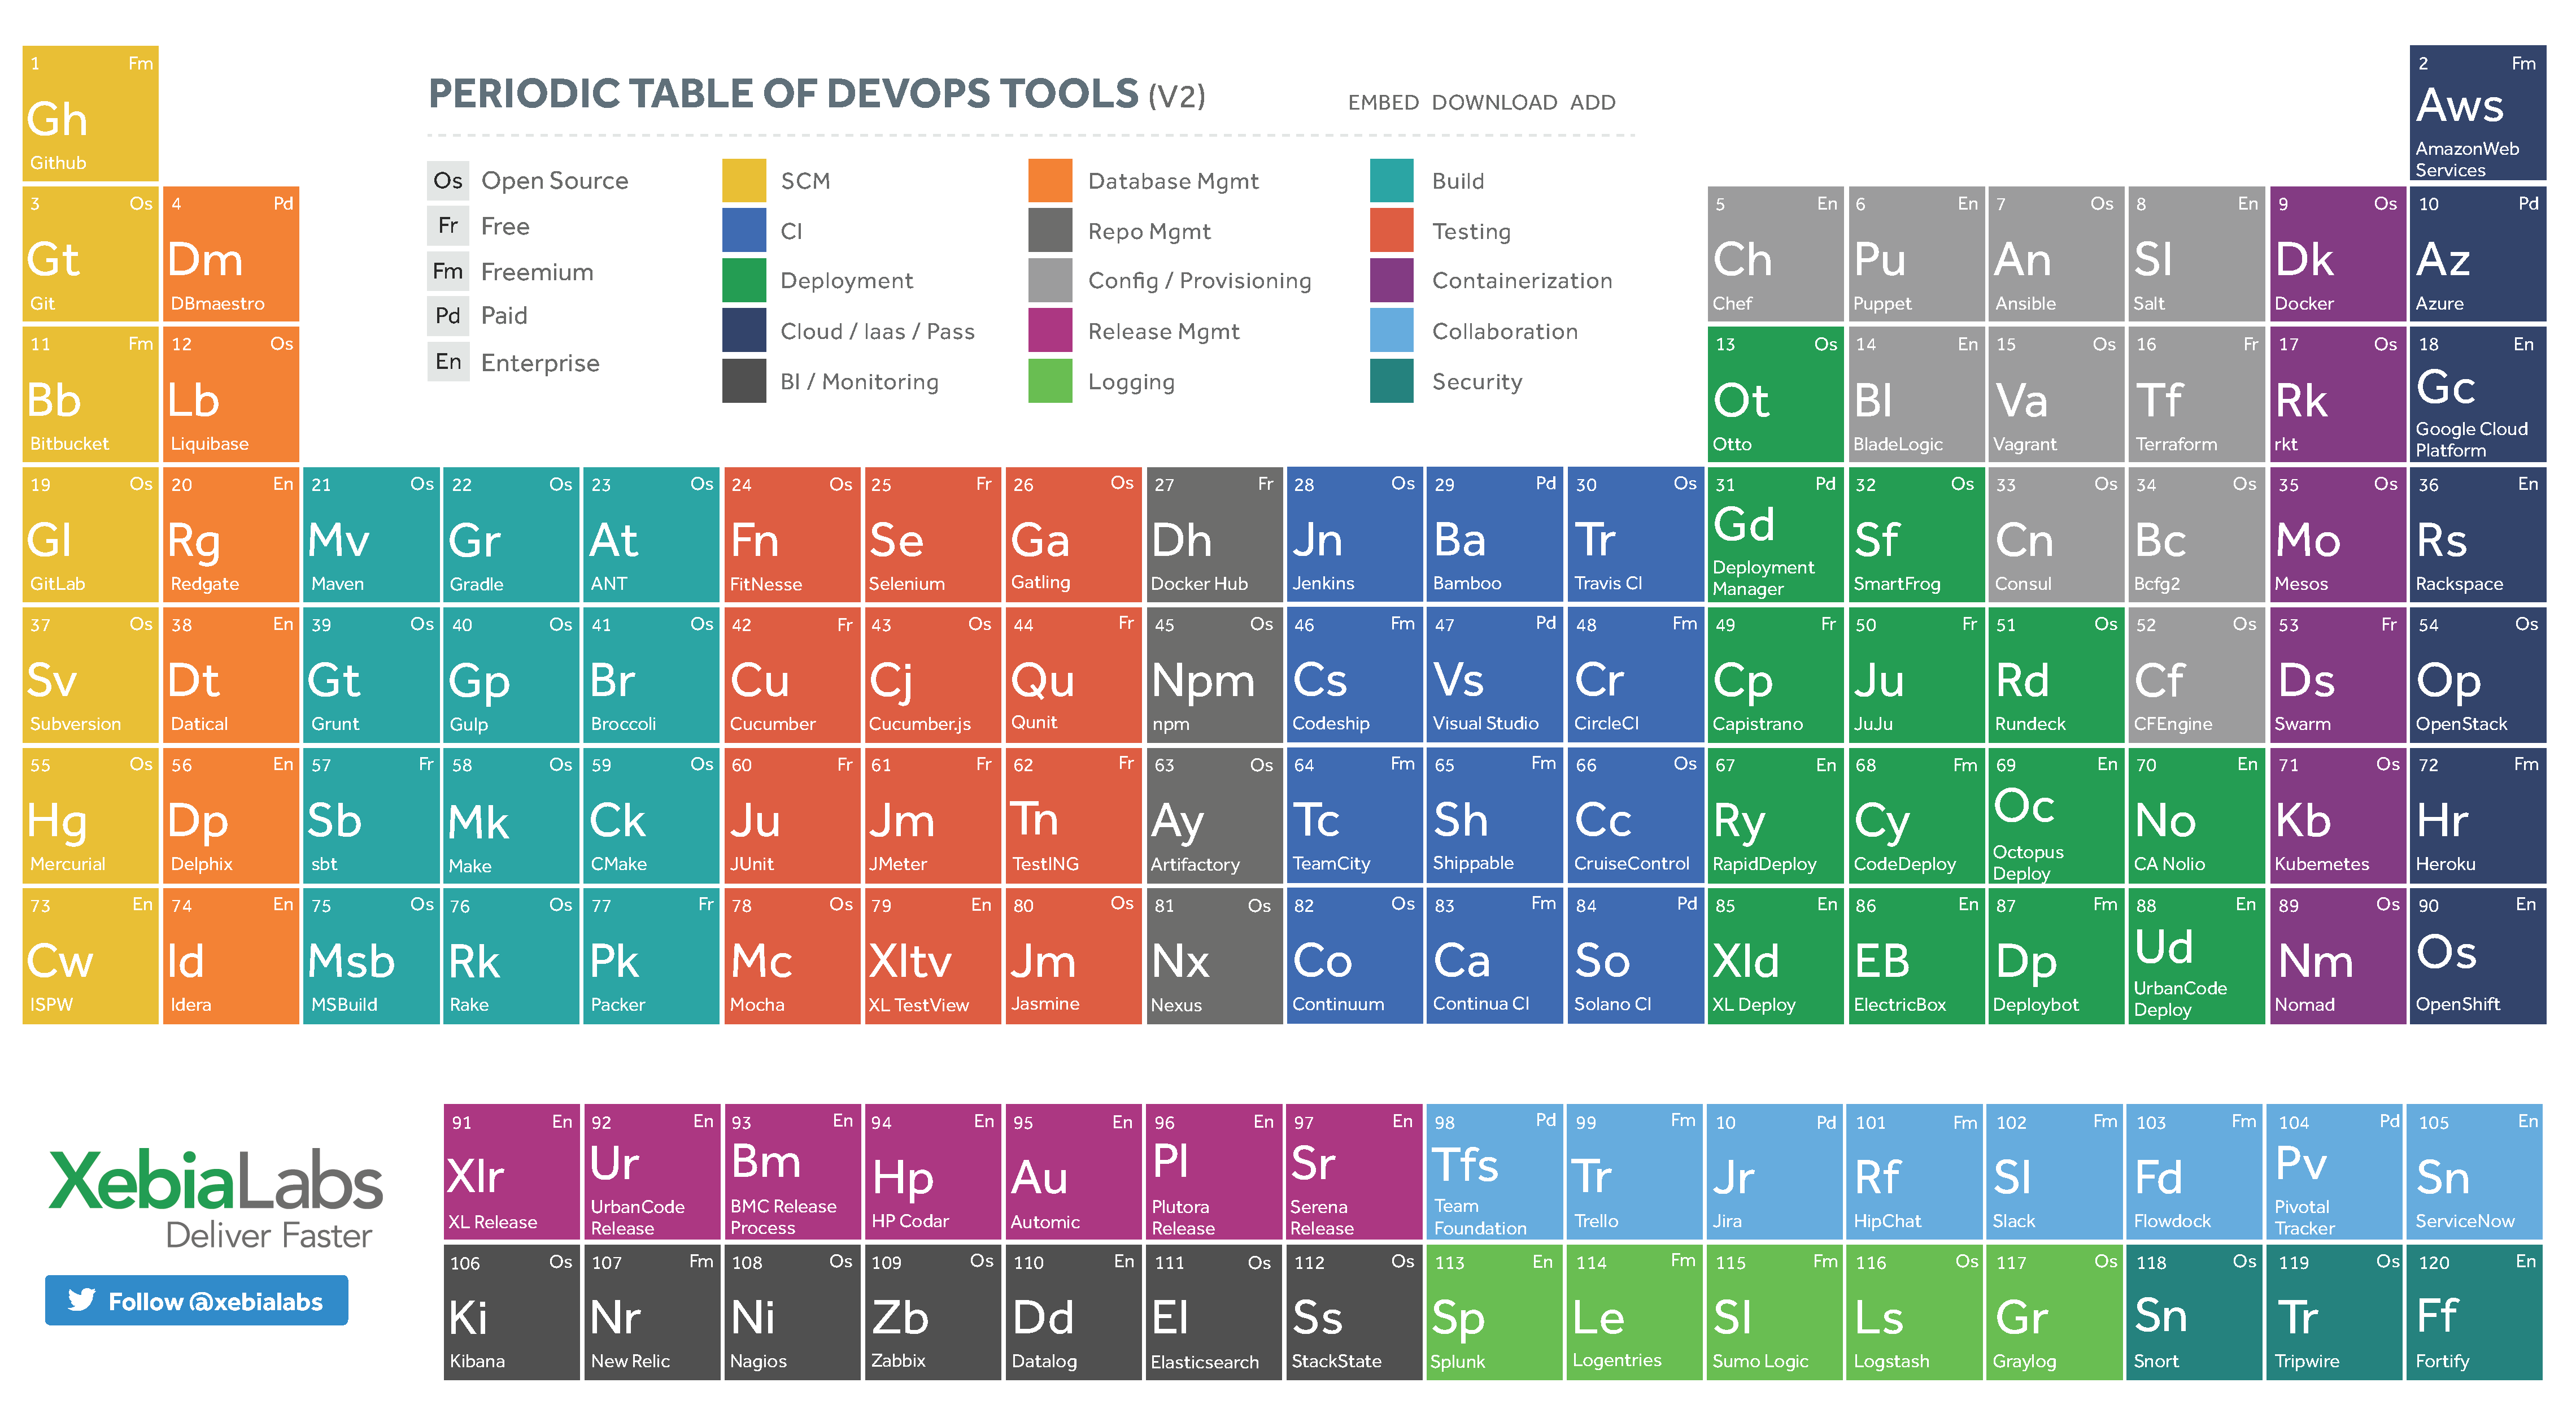 1 Fm
Gh
Github
PERIODIC TABLE OF DEVOPS TOOLS (V2)
EMBED DOWNLOAD ADD
2 Fm
Aws
AmazonWeb
Services
Os Open Source
Fr Free
Fm Freemium
Pd Paid
En Enterprise
SCM
CI
Deployment
Cloud / Iaas / Pass
BI / Monitoring
Database Mgmt
Repo Mgmt
Config / Provisioning
Release Mgmt
Logging
Build
Testing
Containerization
Collaboration
Security
3 Os
Gt
Git
4 Pd
Dm
DBmaestro
5 En
Ch
Chef
6 En
Pu
Puppet
7 Os
An
Ansible
8 En
Sl
Salt
9 Os
Dk
Docker
10 Pd
Az
Azure
11 Fm
Bb
Bitbucket
12 Os
Lb
Liquibase
13 Os
Ot
Otto
14 En
Bl
BladeLogic
15 Os
Va
Vagrant
16 Fr
Tf
Terraform
17 Os
Rk
rkt
18 En
Gc
Google Cloud
Platform
19 Os
Gl
GitLab
20 En
Rg
Redgate
21 Os
Mv
Maven
22 Os
Gr
Gradle
23 Os
At
ANT
24 Os
Fn
FitNesse
25 Fr
Se
Selenium
26 Os
Ga
Gatling
27 Fr
Dh
Docker Hub
28 Os
Jn
Jenkins
29 Pd
Ba
Bamboo
30 Os
Tr
Travis CI
31 Pd
Gd
Deployment
Manager
32 Os
Sf
SmartFrog
33 Os
Cn
Consul
34 Os
Bc
Bcfg2
35 Os
Mo
Mesos
36 En
Rs
Rackspace
37 Os
Sv
Subversion
38 En
Dt
Datical
39 Os
Gt
Grunt
40 Os
Gp
Gulp
41 Os
Br
Broccoli
42 Fr
Cu
Cucumber
43 Os
Cj
Cucumber.js
44 Fr
Qu
Qunit
45 Os
Npm
npm
46 Fm
Cs
Codeship
47 Pd
Vs
Visual Studio
48 Fm
Cr
CircleCI
49 Fr
Cp
Capistrano
50 Fr
Ju
JuJu
51 Os
Rd
Rundeck
52 Os
Cf
CFEngine
53 Fr
Ds
Swarm
54 Os
Op
OpenStack
55 Os
Hg
Mercurial
56 En
Dp
Delphix
57 Fr
Sb
sbt
58 Os
Mk
Make
59 Os
Ck
CMake
60 Fr
Ju
JUnit
61 Fr
Jm
JMeter
62 Fr
Tn
TestING
63 Os
Ay
Artifactory
64 Fm
Tc
TeamCity
65 Fm
Sh
Shippable
66 Os
Cc
CruiseControl
67 En
Ry
RapidDeploy
68 Fm
Cy
CodeDeploy
69 En
Oc
Octopus
Deploy
70 En
No
CA Nolio
71 Os
Kb
Kubemetes
72 Fm
Hr
Heroku
73 En
Cw
ISPW
74 En
Id
Idera
75 Os
Msb
MSBuild
76 Os
Rk
Rake
77 Fr
Pk
Packer
78 Os
Mc
Mocha
79 En
Xltv
XL TestView
80 Os
Jm
Jasmine
81 Os
Nx
Nexus
82 Os
Co
Continuum
83 Fm
Ca
Continua CI
84 Pd
So
Solano CI
85 En
Xld
XL Deploy
86 En
EB
ElectricBox
87 Fm
Dp
Deploybot
88 En
Ud
UrbanCode
Deploy
89 Os
Nm
Nomad
90 En
Os
OpenShift
XebiaLabs
Deliver Faster
Follow @xebialabs
91 En
Xlr
XL Release
92 En
Ur
UrbanCode
Release
93 En
Bm
BMC Release
Process
94 En
Hp
HP Codar
95 En
Au
Automic
96 En
Pl
Plutora
Release
97 En
Sr
Serena
Release
98 Pd
Tfs
Team
Foundation
99 Fm
Tr
Trello
10 Pd
Jr
Jira
101 Fm
Rf
HipChat
102 Fm
Sl
Slack
103 Fm
Fd
Flowdock
104 Pd
Pv
Pivotal
Tracker
105 En
Sn
ServiceNow
106 Os
Ki
Kibana
107 Fm
Nr
New Relic
108 Os
Ni
Nagios
109 Os
Zb
Zabbix
110 En
Dd
Datalog
111 Os
El
Elasticsearch
112 Os
Ss
StackState
113 En
Sp
Splunk
114 Fm
Le
Logentries
115 Fm
Sl
Sumo Logic
116 Os
Ls
Logstash
117 Os
Gr
Graylog
118 Os
Sn
Snort
119 Os
Tr
Tripwire
120 En
Ff
Fortify